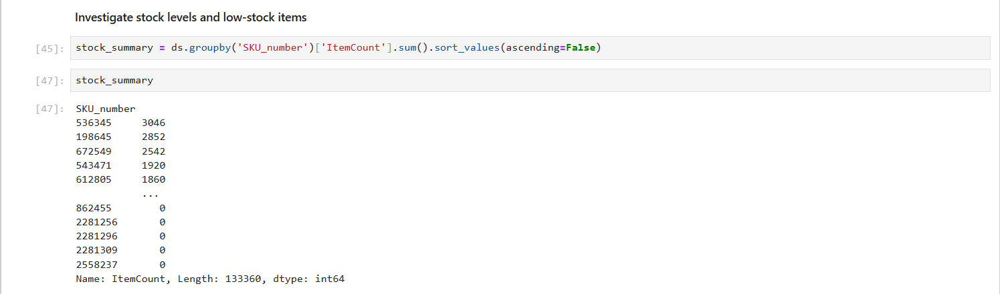 Investigate stock levels and low-stock items
[45]: stock_summary = ds.groupby('SKU_number')['ItemCount'].sum().sort_values(ascending=False)
[47]: stock_summary
[47]: SKU_number
536345     3046
198645     2852
672549     2542
543471     1920
612805     1860
           ...
862455        0
2281256       0
2281296       0
2281309       0
2558237       0
Name: ItemCount, Length: 133360, dtype: int64